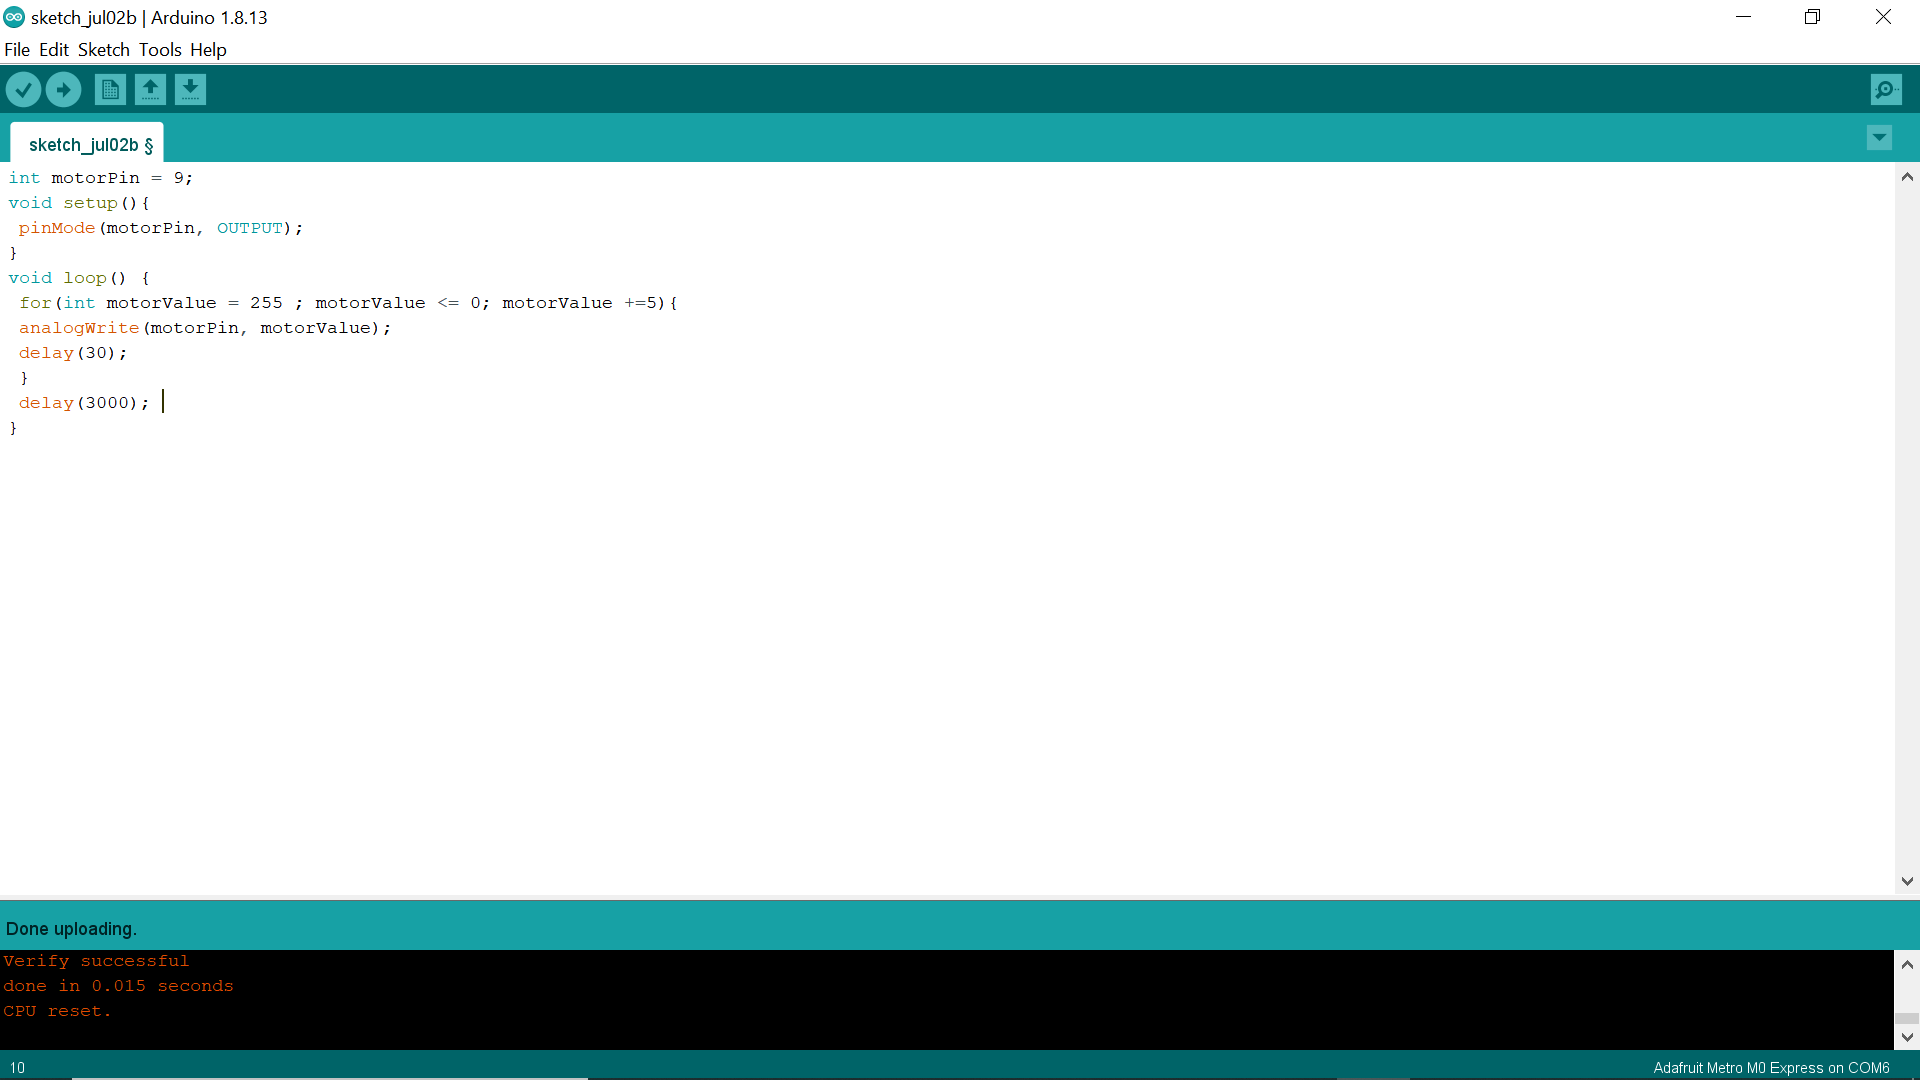 sketch_jul02b | Arduino 1.8.13
File Edit Sketch Tools Help
sketch_jul02b §
int motorPin = 9;
void setup(){
 pinMode(motorPin, OUTPUT);
}
void loop() {
 for(int motorValue = 255 ; motorValue <= 0; motorValue +=5){
 analogWrite(motorPin, motorValue);
 delay(30);
 }
 delay(3000);
}
Done uploading.
Verify successful
done in 0.015 seconds
CPU reset.
10
Adafruit Metro M0 Express on COM6